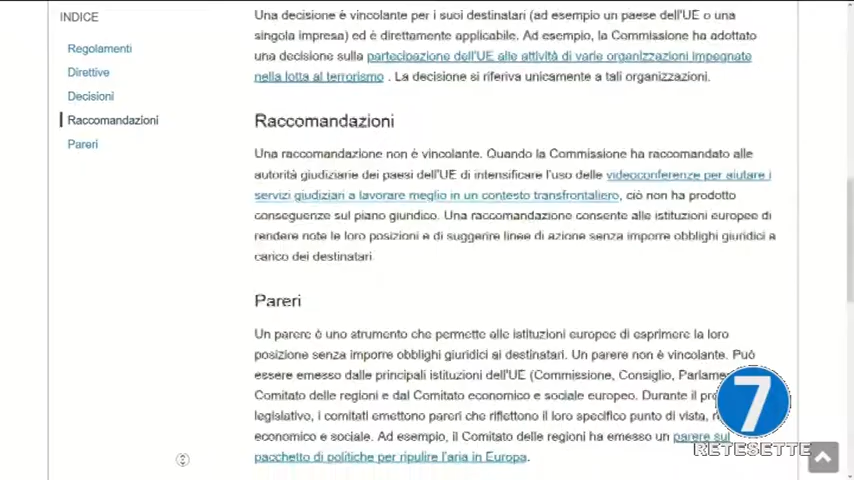 INDICE
Regolamenti
Direttive
Decisioni
Raccomandazioni
Pareri
Una decisione è vincolante per i suoi destinatari (ad esempio un paese dell'UE o una
singola impresa) ed è direttamente applicabile. Ad esempio, la Commissione ha adottato
una decisione sulla partecipazione dell'UE alle attività di varie organizzazioni impegnate
nella lotta al terrorismo . La decisione si riferiva unicamente a tali organizzazioni.
Raccomandazioni
Una raccomandazione non è vincolante. Quando la Commissione ha raccomandato alle
autorità giudiziarie dei paesi dell'UE di intensificare l'uso delle videoconferenze per aiutare i
servizi giudiziari a lavorare meglio in un contesto transfrontaliero, ciò non ha prodotto
conseguenze sul piano giuridico. Una raccomandazione consente alle istituzioni europee di
rendere note le loro posizioni e di suggerire linee di azione senza imporre obblighi giuridici a
carico dei destinatari.
Pareri
Un parere è uno strumento che permette alle istituzioni europee di esprimere la loro
posizione senza imporre obblighi giuridici ai destinatari. Un parere non è vincolante. Può
essere emesso dalle principali istituzioni dell'UE (Commissione, Consiglio, Parlame
Comitato delle regioni e dal Comitato economico e sociale europeo. Durante il pr
legislativo, i comitati emettono pareri che riflettono il loro specifico punto di vista,
economico e sociale. Ad esempio, il Comitato delle regioni ha emesso un parere sul
pacchetto di politiche per ripulire l'aria in Europa.
7
RETESETTE